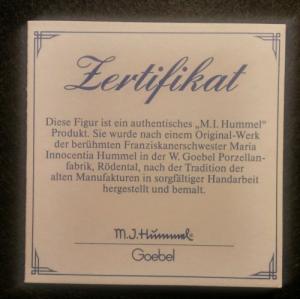 Zertifikat
Diese Figur ist ein authentisches „M.I. Hummel“
Produkt. Sie wurde nach einem Original-Werk
der berühmten Franziskanerschwester Maria
Innocentia Hummel in der W. Goebel Porzellan-
fabrik, Rödental, nach der Tradition der
alten Manufakturen in sorgfältiger Handarbeit
hergestellt und bemalt.
M.J.Hummel®
Goebel